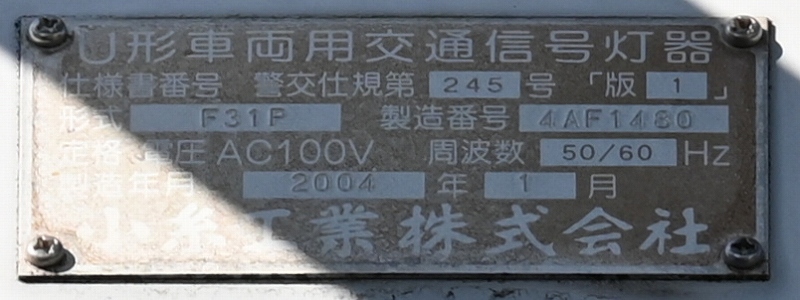 U形車両用交通信号灯器
仕様書番号 警交仕規第 245 号 「版 1 」
形式 F31P 製造番号 4AF1480
定格 電圧 AC100V 周波数 50/60 Hz
製造年月 2004 年 1 月
小糸工業株式会社